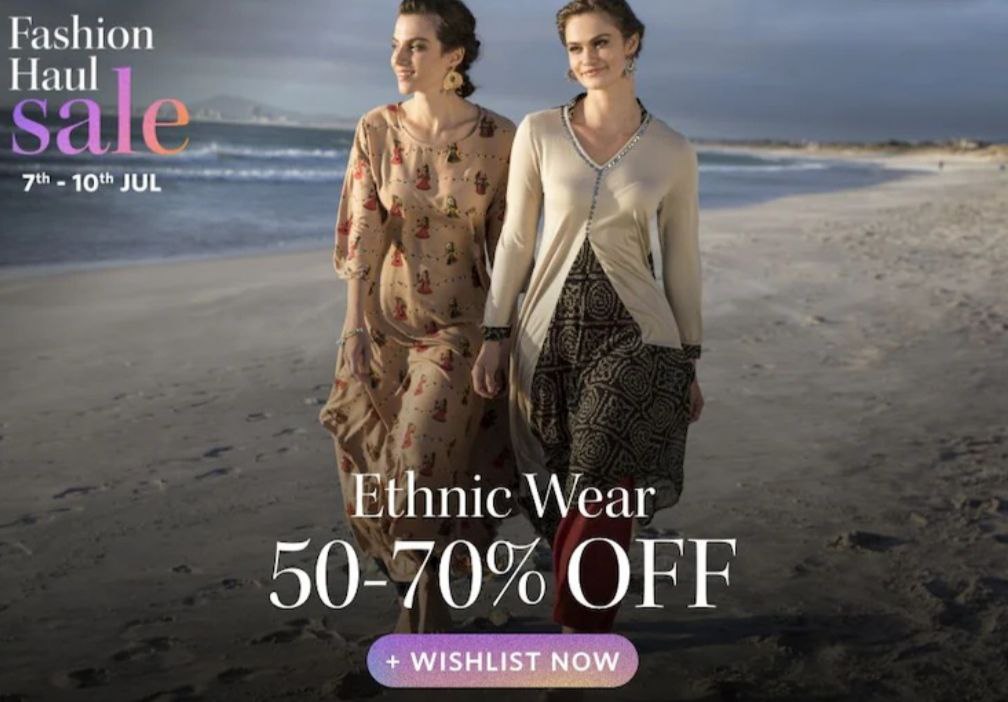 Fashion
Haul
sale
7th - 10th JUL
Ethnic Wear
50-70% OFF
+ WISHLIST NOW